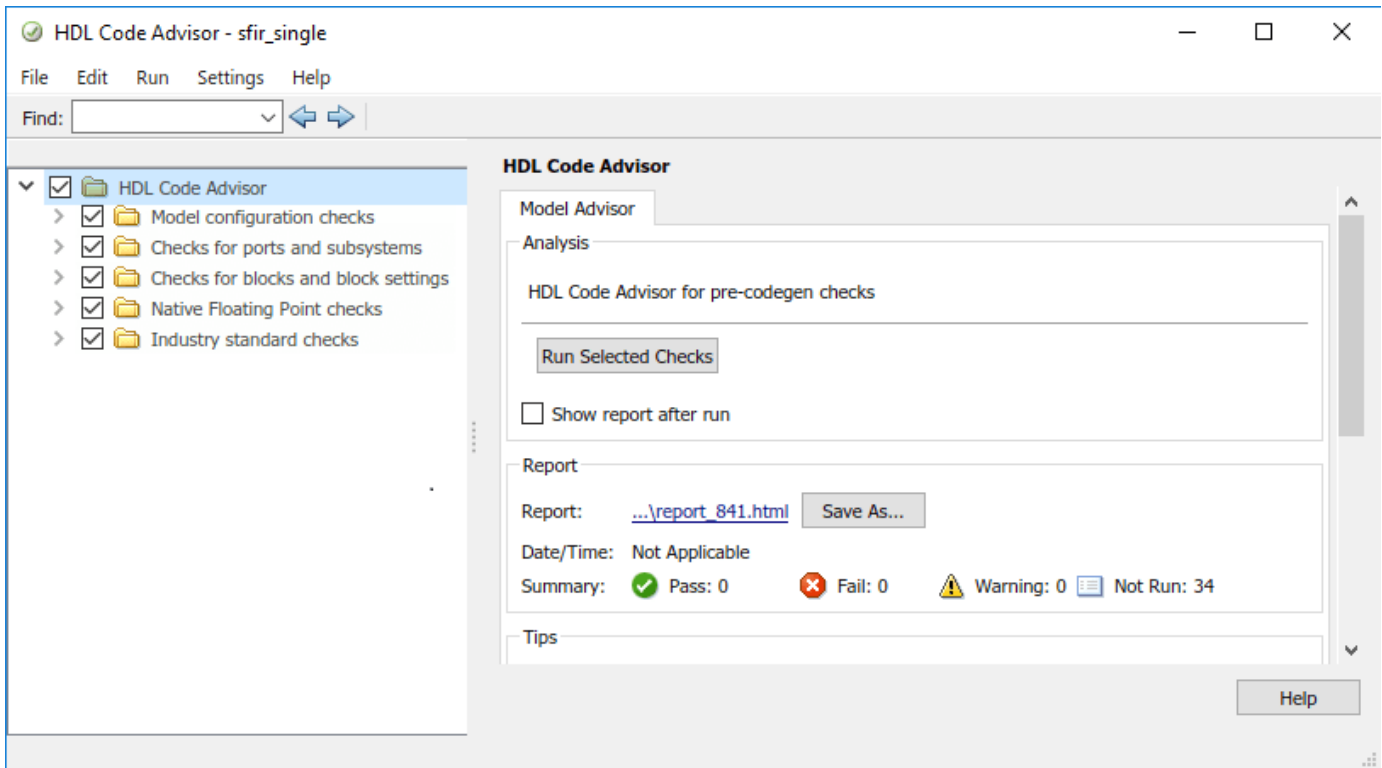 HDL Code Advisor - sfir_single
File Edit Run Settings Help
Find:
HDL Code Advisor
Model configuration checks
Checks for ports and subsystems
Checks for blocks and block settings
Native Floating Point checks
Industry standard checks
HDL Code Advisor
Model Advisor
Analysis
HDL Code Advisor for pre-codegen checks
Run Selected Checks
Show report after run
Report
Report: ...\report_841.html Save As...
Date/Time: Not Applicable
Summary: Pass: 0 Fail: 0 Warning: 0 Not Run: 34
Tips
Help